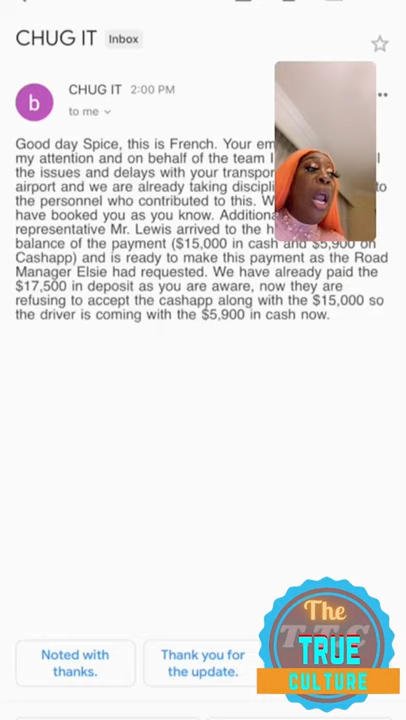 CHUG IT Inbox
b
CHUG IT 2:00 PM
to me
Good day Spice, this is French. Your em
my attention and on behalf of the team I
the issues and delays with your transpor
airport and we are already taking discipli to
the personnel who contributed to this. W
have booked you as you know. Additiona
representative Mr. Lewis arrived to the h
balance of the payment ($15,000 in cash and $5,900 on
Cashapp) and is ready to make this payment as the Road
Manager Elsie had requested. We have already paid the
$17,500 in deposit as you are aware, now they are
refusing to accept the cashapp along with the $15,000 so
the driver is coming with the $5,900 in cash now.
Noted with
thanks.
Thank you for
the update.
The
T.T.C
TRUE
CULTURE